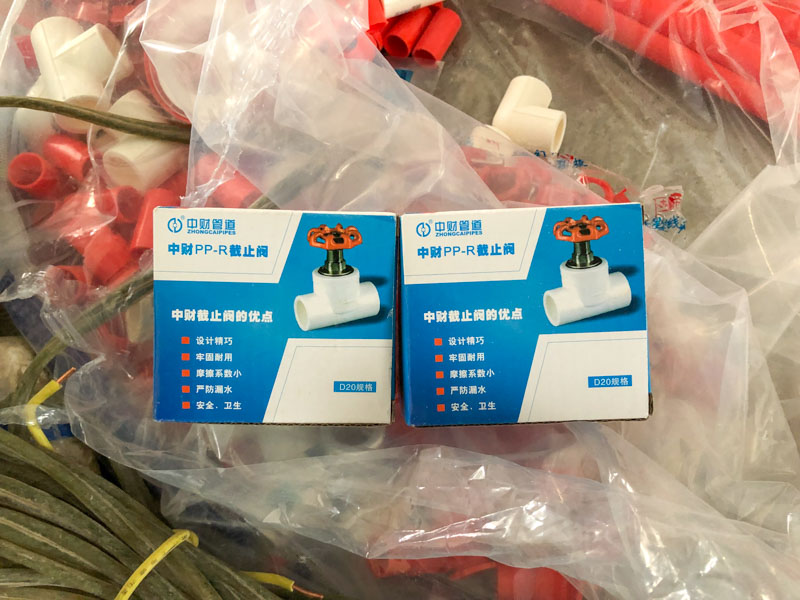 中财管道
ZHONGCAIPIPES
中财PP-R截止阀
中财截止阀的优点
设计精巧
牢固耐用
摩擦系数小
严防漏水
安全、卫生
D20规格
中财管道
ZHONGCAIPIPES
中财PP-R截止阀
中财截止阀的优点
设计精巧
牢固耐用
摩擦系数小
严防漏水
安全、卫生
D20规格